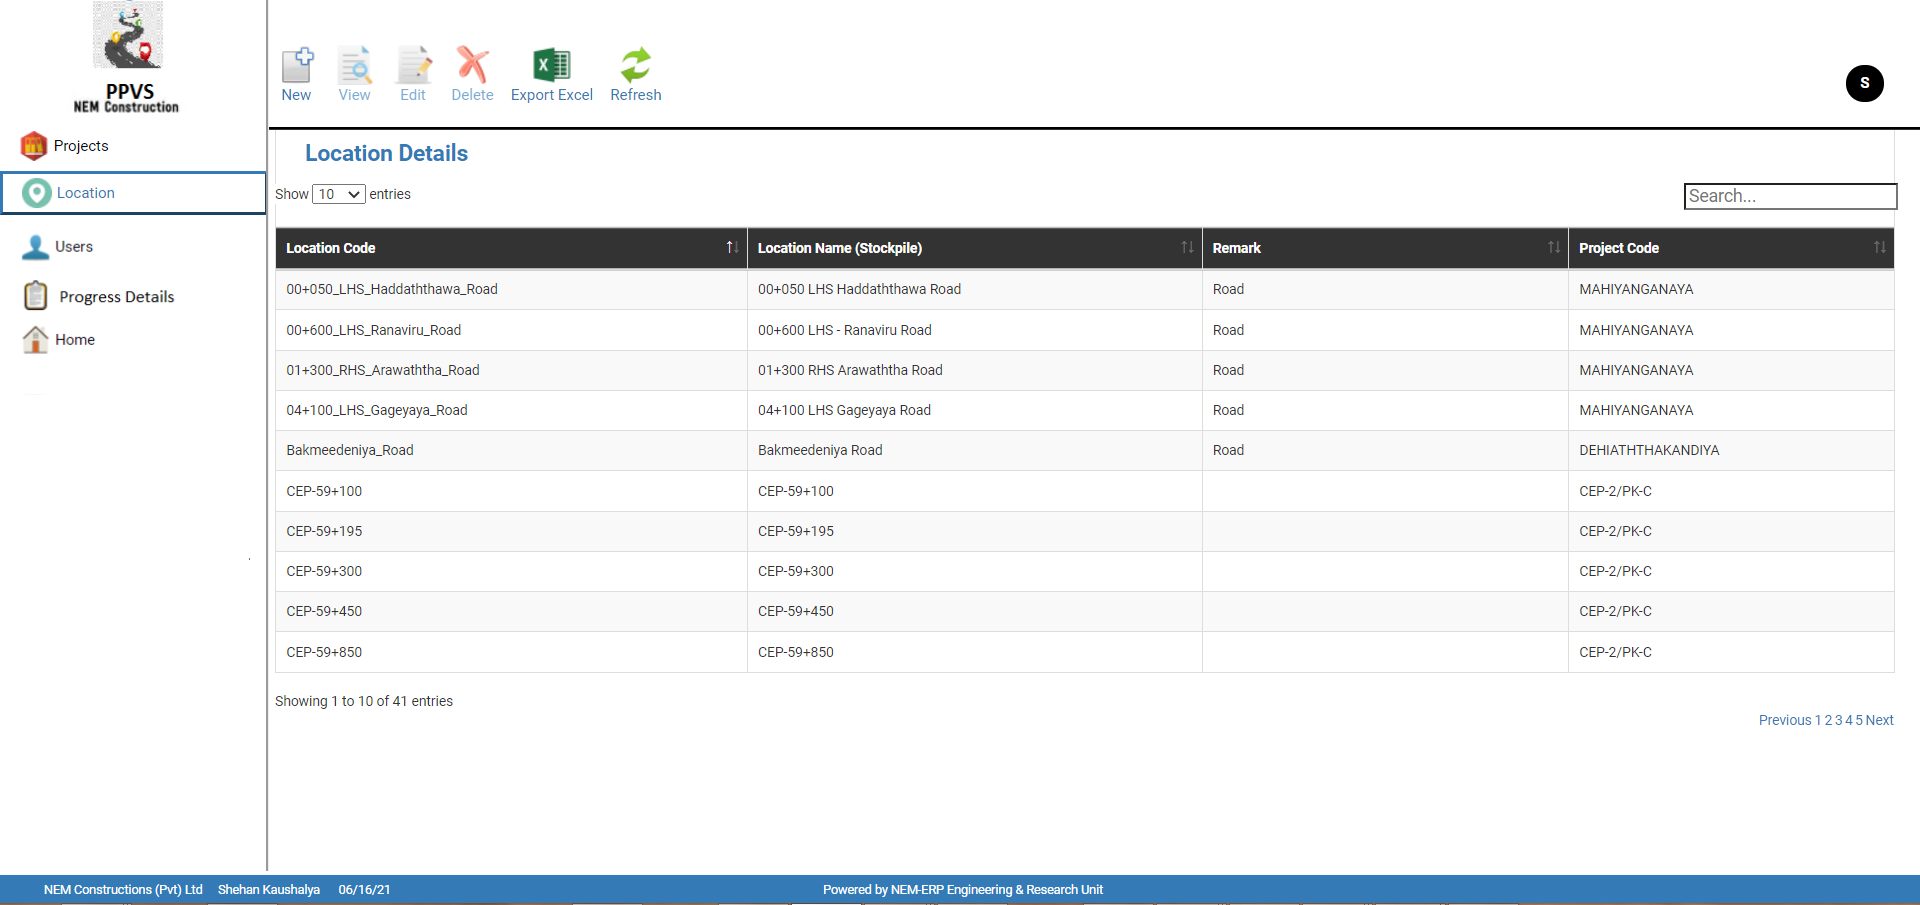 PPVS
NEM Construction
Projects
Location
Users
Progress Details
Home
New
View
Edit
Delete
Export Excel
Refresh
S
Location Details
Show 10 entries
Search...
Location Code Location Name (Stockpile) Remark Project Code
00+050_LHS_Haddaththawa_Road 00+050 LHS Haddaththawa Road Road MAHIYANGANAYA
00+600_LHS_Ranaviru_Road 00+600 LHS - Ranaviru Road Road MAHIYANGANAYA
01+300_RHS_Arawaththa_Road 01+300 RHS Arawaththa Road Road MAHIYANGANAYA
04+100_LHS_Gageyaya_Road 04+100 LHS Gageyaya Road Road MAHIYANGANAYA
Bakmeedeniya_Road Bakmeedeniya Road Road DEHIATHTHAKANDIYA
CEP-59+100 CEP-59+100 CEP-2/PK-C
CEP-59+195 CEP-59+195 CEP-2/PK-C
CEP-59+300 CEP-59+300 CEP-2/PK-C
CEP-59+450 CEP-59+450 CEP-2/PK-C
CEP-59+850 CEP-59+850 CEP-2/PK-C
Showing 1 to 10 of 41 entries
Previous 1 2 3 4 5 Next
NEM Constructions (Pvt) Ltd Shehan Kaushalya 06/16/21 Powered by NEM-ERP Engineering & Research Unit